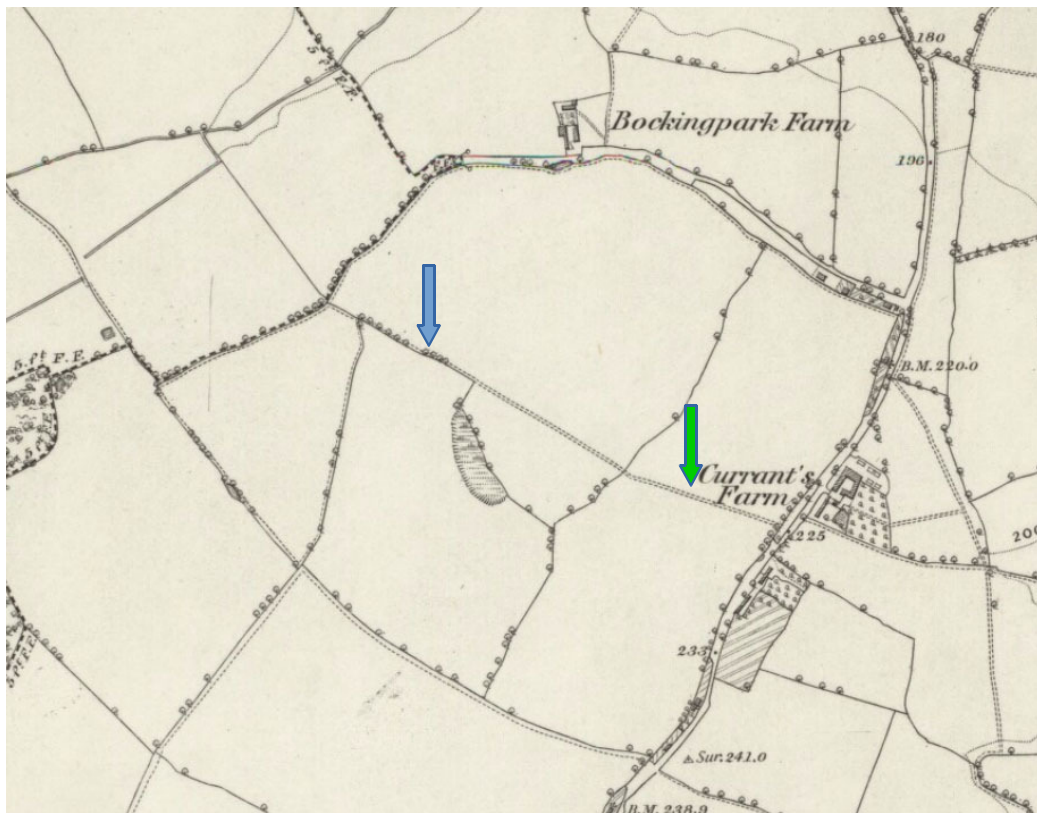 180
5 ft. F.F.
Bockingpark Farm
196
5 ft F.F.
B.M. 220.0
Currant's
Farm
225
200
233
Sur. 241.0
B.M. 238.9